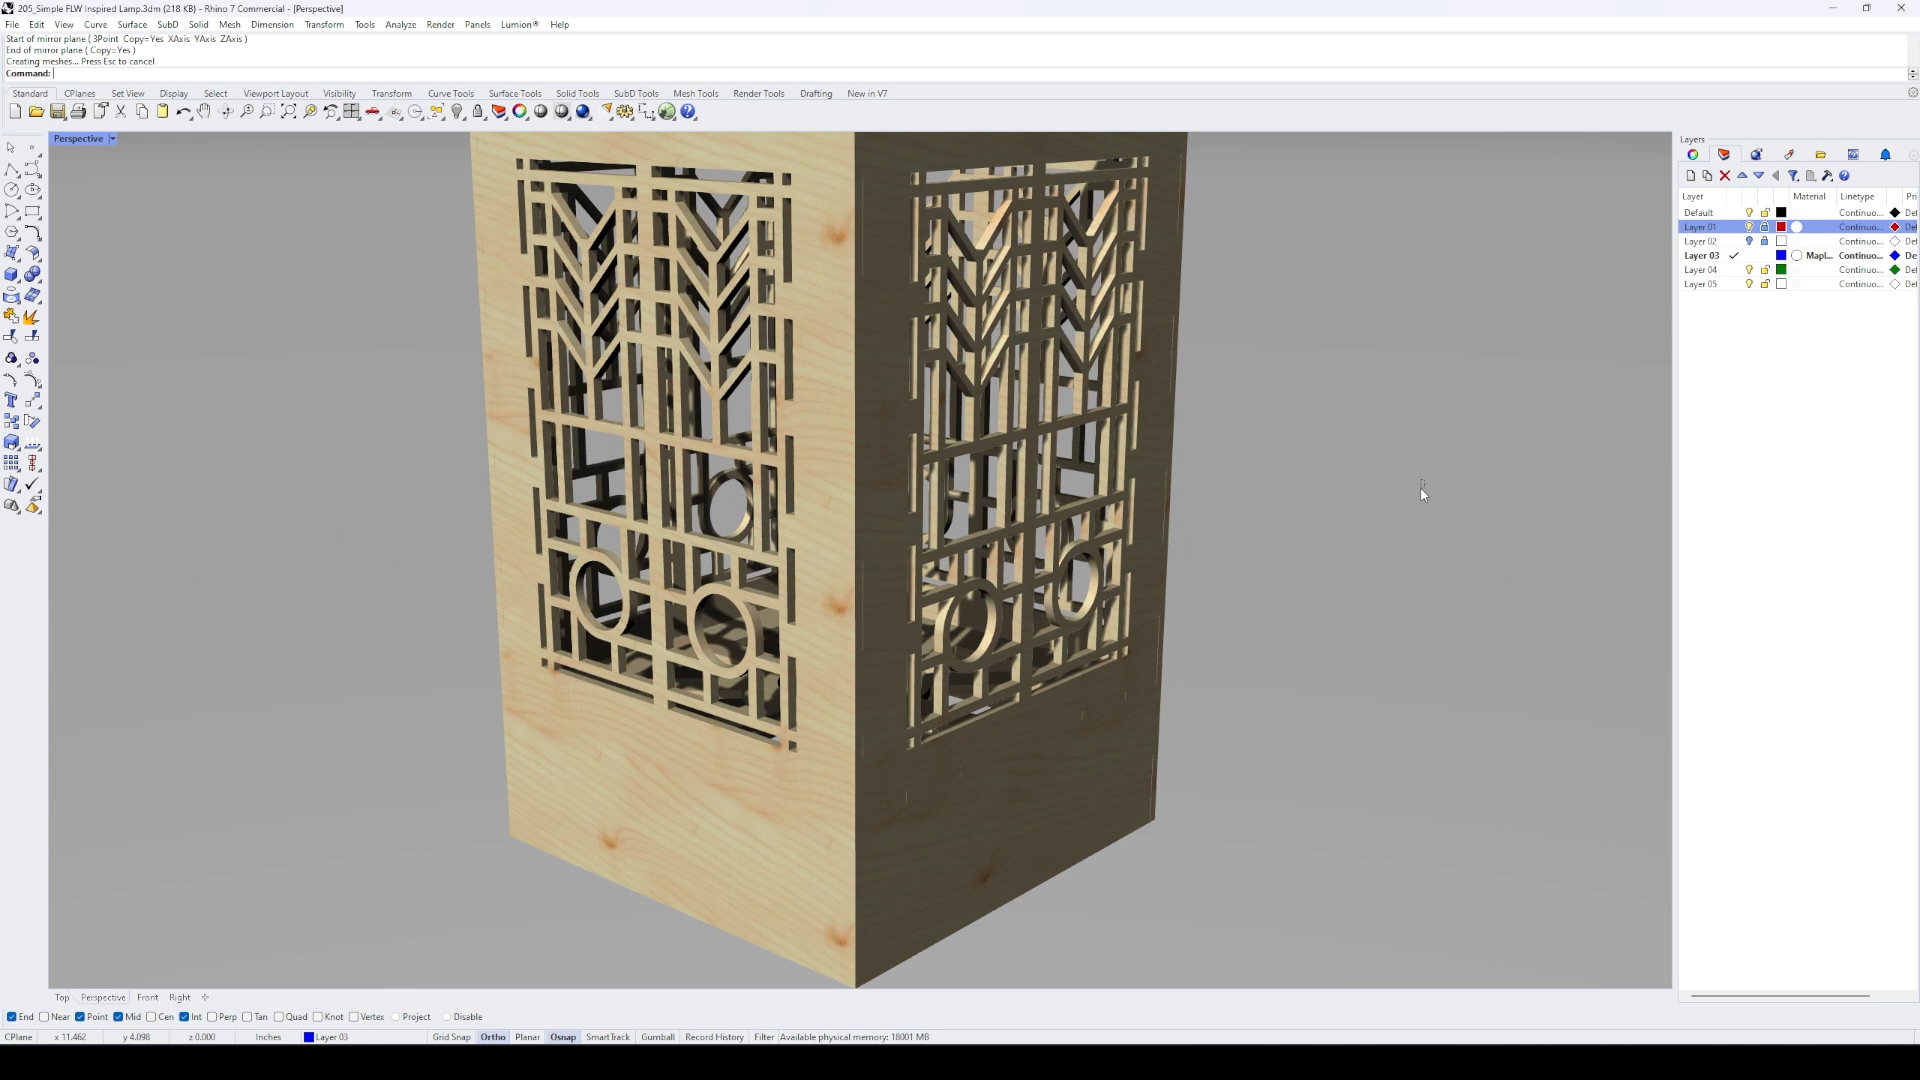 205_Simple FLW Inspired Lamp.3dm (218 KB) - Rhino 7 Commercial - [Perspective]
File Edit View Curve Surface SubD Solid Mesh Dimension Transform Tools Analyze Render Panels Lumion® Help
Start of mirror plane ( 3Point Copy=Yes XAxis YAxis ZAxis )
End of mirror plane ( Copy=Yes )
Creating meshes... Press Esc to cancel
Command:
Standard CPlanes Set View Display Select Viewport Layout Visibility Transform Curve Tools Surface Tools Solid Tools SubD Tools Mesh Tools Render Tools Drafting New in V7
Perspective
Layers
Layer Material Linetype Pri
Default Continuo... Def
Layer 01 Continuo... Def
Layer 02 Continuo... Def
Layer 03 Mapl... Continuo... De
Layer 04 Continuo... Def
Layer 05 Continuo... Def
Top Perspective Front Right
End Near Point Mid Cen Int Perp Tan Quad Knot Vertex Project Disable
CPlane x 11.462 y 4.098 z 0.000 Inches Layer 03 Grid Snap Ortho Planar Osnap SmartTrack Gumball Record History Filter Available physical memory: 18001 MB